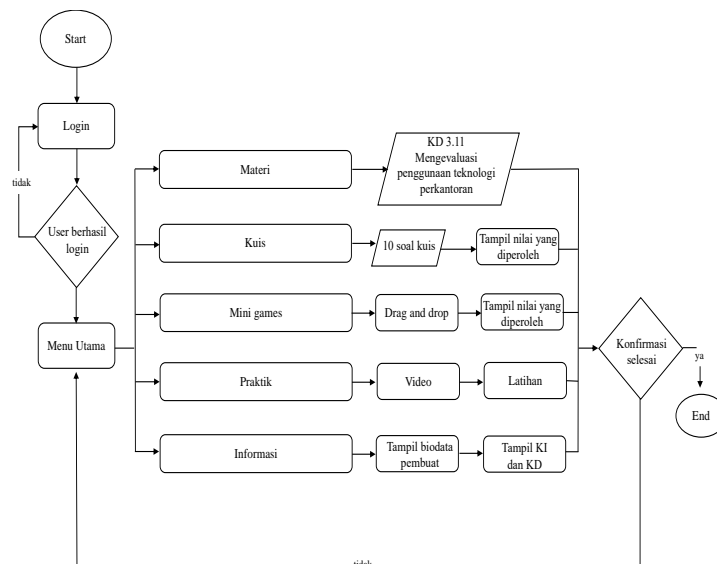 Start
Login
tidak
User berhasil
login
Menu Utama
Materi
KD 3.11
Mengevaluasi
penggunaan teknologi
perkantoran
Kuis
10 soal kuis
Tampil nilai yang
diperoleh
Mini games
Drag and drop
Tampil nilai yang
diperoleh
Praktik
Video
Latihan
Informasi
Tampil biodata
pembuat
Tampil KI
dan KD
Konfirmasi
selesai
ya
End
tidak